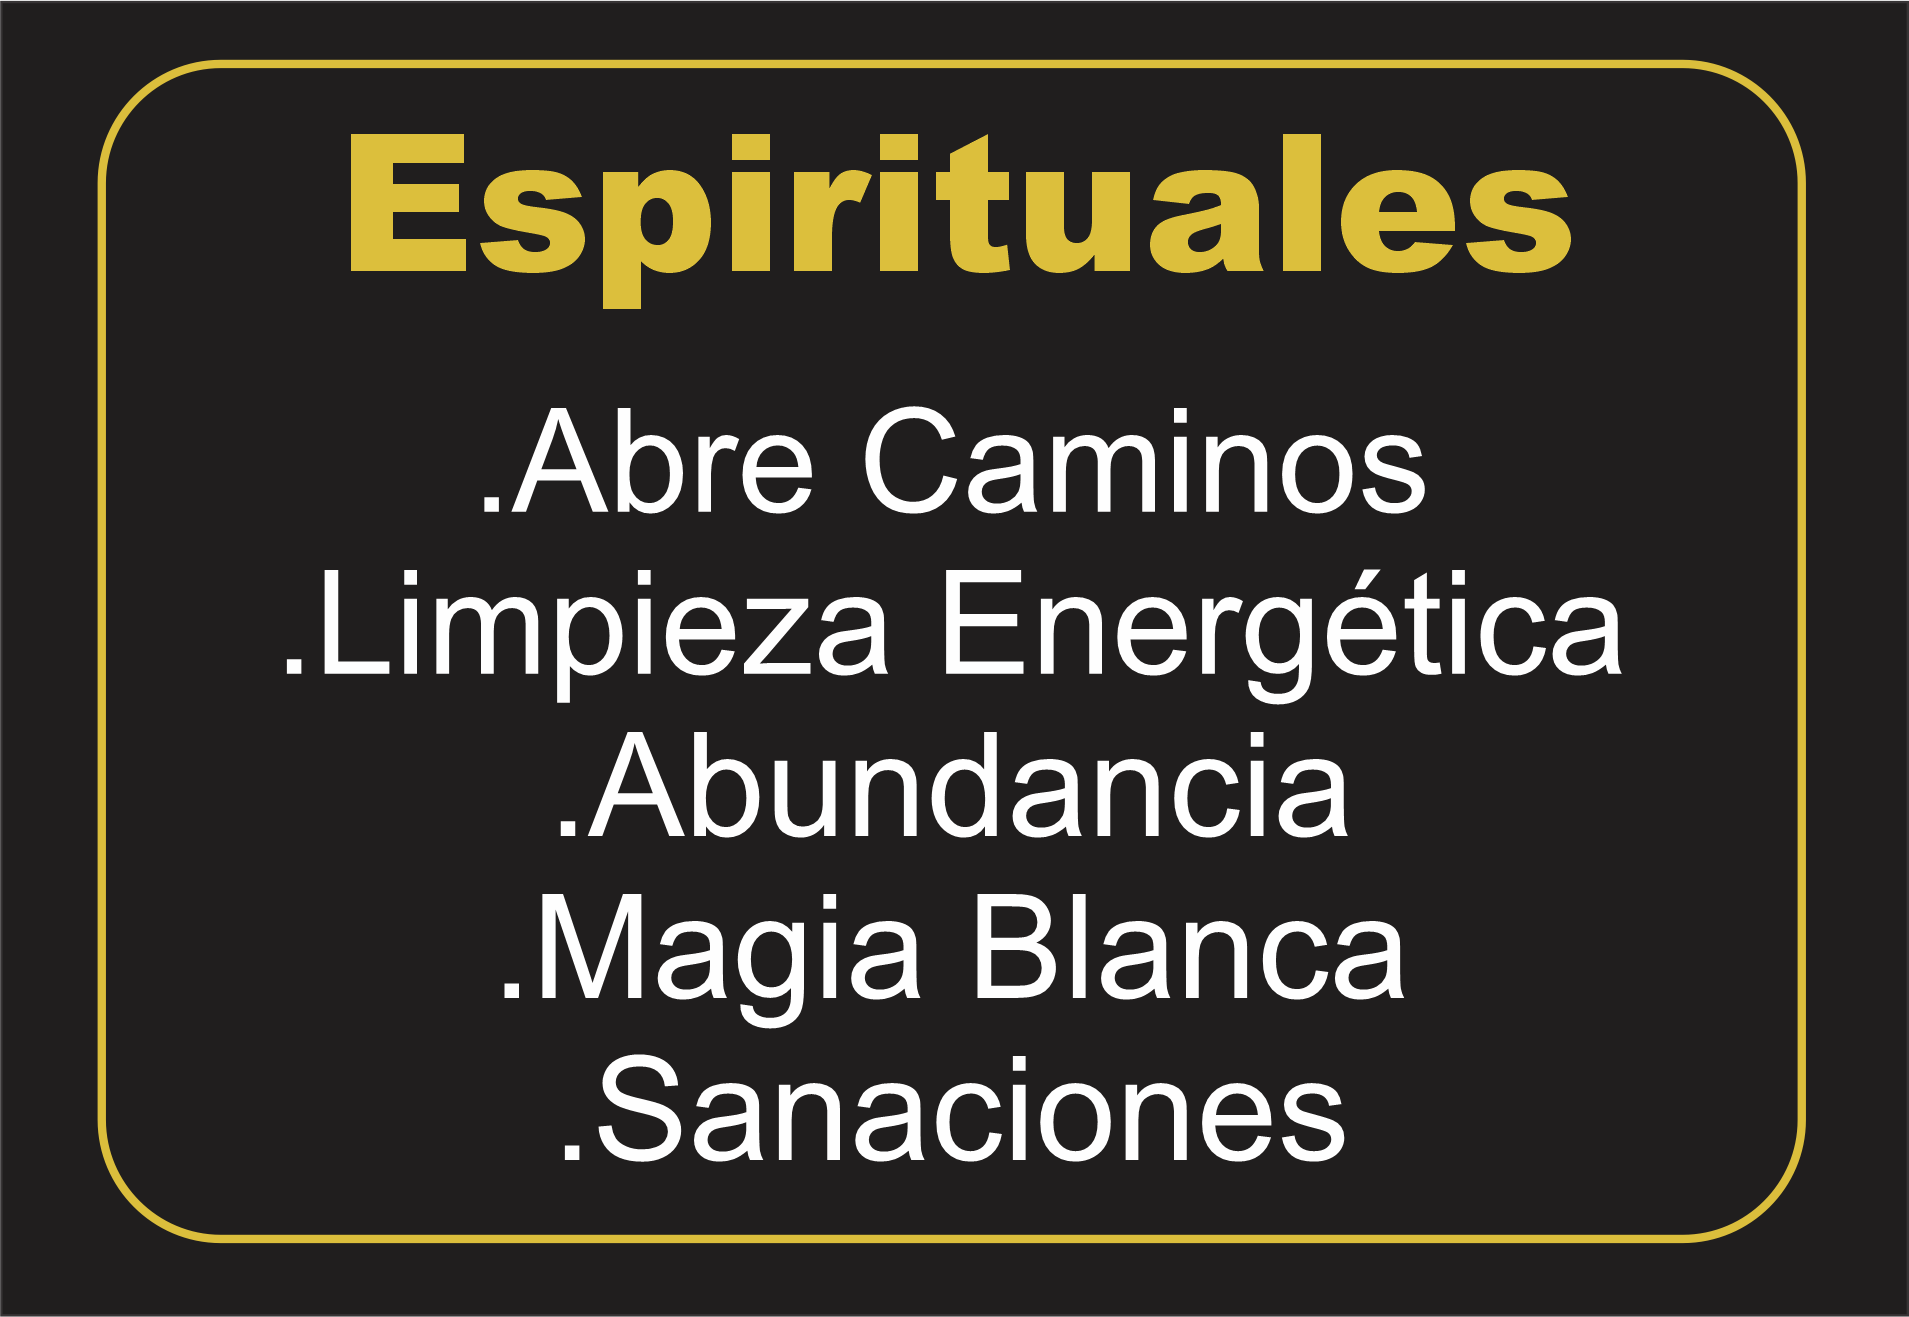 Espirituales
.Abre Caminos
.Limpieza Energética
.Abundancia
.Magia Blanca
.Sanaciones